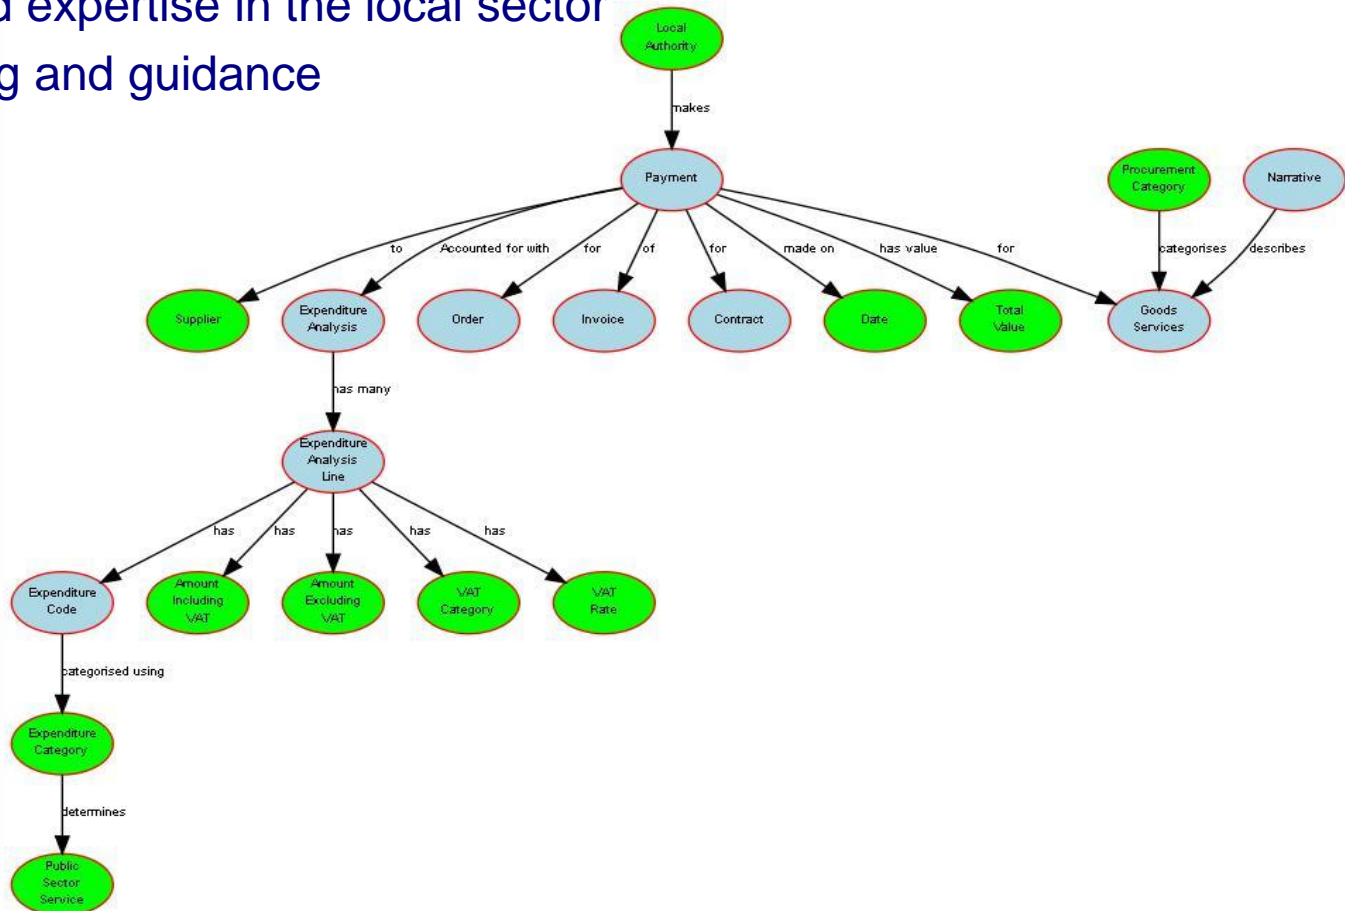 d expertise in the local sector
g and guidance
Local
Authority
makes
Payment
Procurement
Category
Narrative
to
Accounted for with
for
of
for
made on
has value
for
categorises
describes
Supplier
Expenditure
Analysis
Order
Invoice
Contract
Date
Total
Value
Goods
Services
has many
Expenditure
Analysis
Line
has
has
has
has
has
Expenditure
Code
Amount
Including
VAT
Amount
Excluding
VAT
VAT
Category
VAT
Rate
categorised using
Expenditure
Category
determines
Public
Sector
Service